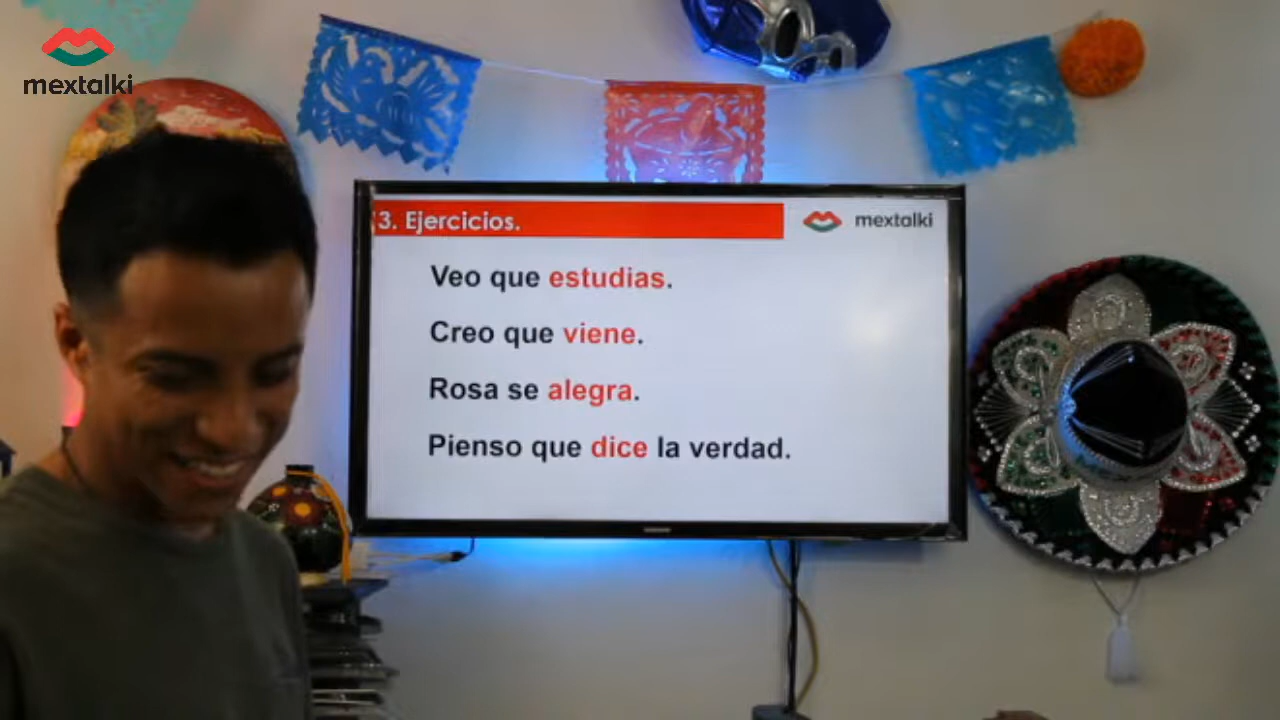 mextalki
3. Ejercicios.
mextalki
Veo que estudias.
Creo que viene.
Rosa se alegra.
Pienso que dice la verdad.